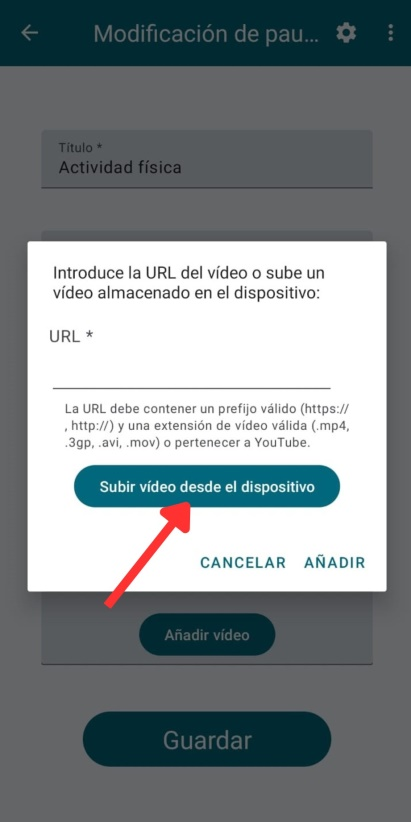 Modificación de pau...
Título *
Actividad física
Introduce la URL del vídeo o sube un
vídeo almacenado en el dispositivo:
URL *
La URL debe contener un prefijo válido (https://
, http://) y una extensión de vídeo válida (.mp4,
.3gp, .avi, .mov) o pertenecer a YouTube.
Subir vídeo desde el dispositivo
CANCELAR AÑADIR
Añadir vídeo
Guardar